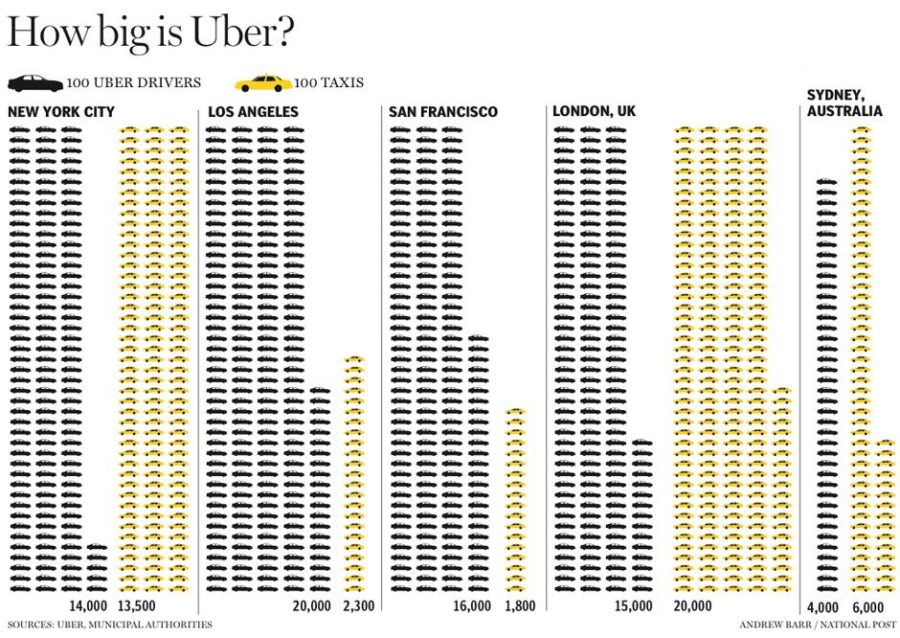 How big is Uber?
100 UBER DRIVERS 100 TAXIS
NEW YORK CITY
LOS ANGELES
SAN FRANCISCO
LONDON, UK
SYDNEY,
AUSTRALIA
14,000 13,500
20,000 2,300
16,000 1,800
15,000 20,000
4,000 6,000
SOURCES: UBER, MUNICIPAL AUTHORITIES
ANDREW BARR / NATIONAL POST